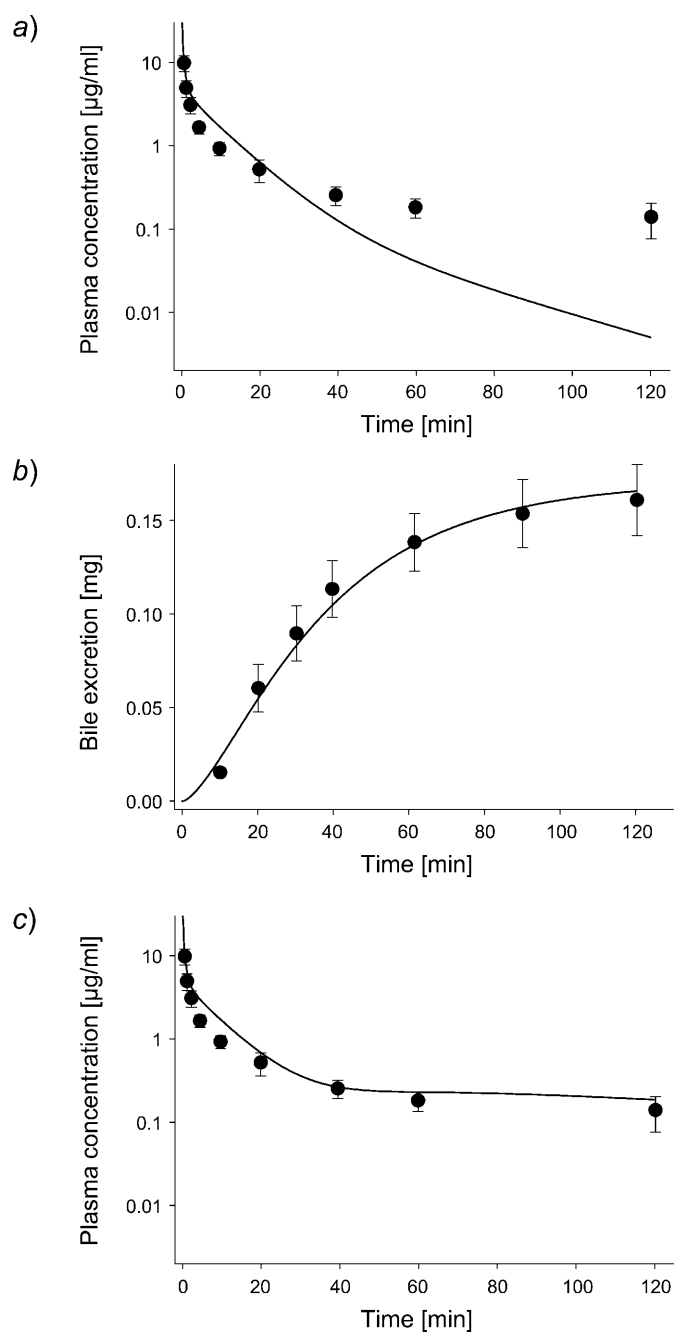 a)
Plasma concentration [µg/ml]
10
1
0.1
0.01
0 20 40 60 80 100 120
Time [min]
b)
Bile excretion [mg]
0.15
0.10
0.05
0.00
0 20 40 60 80 100 120
Time [min]
c)
Plasma concentration [µg/ml]
10
1
0.1
0.01
0 20 40 60 80 100 120
Time [min]